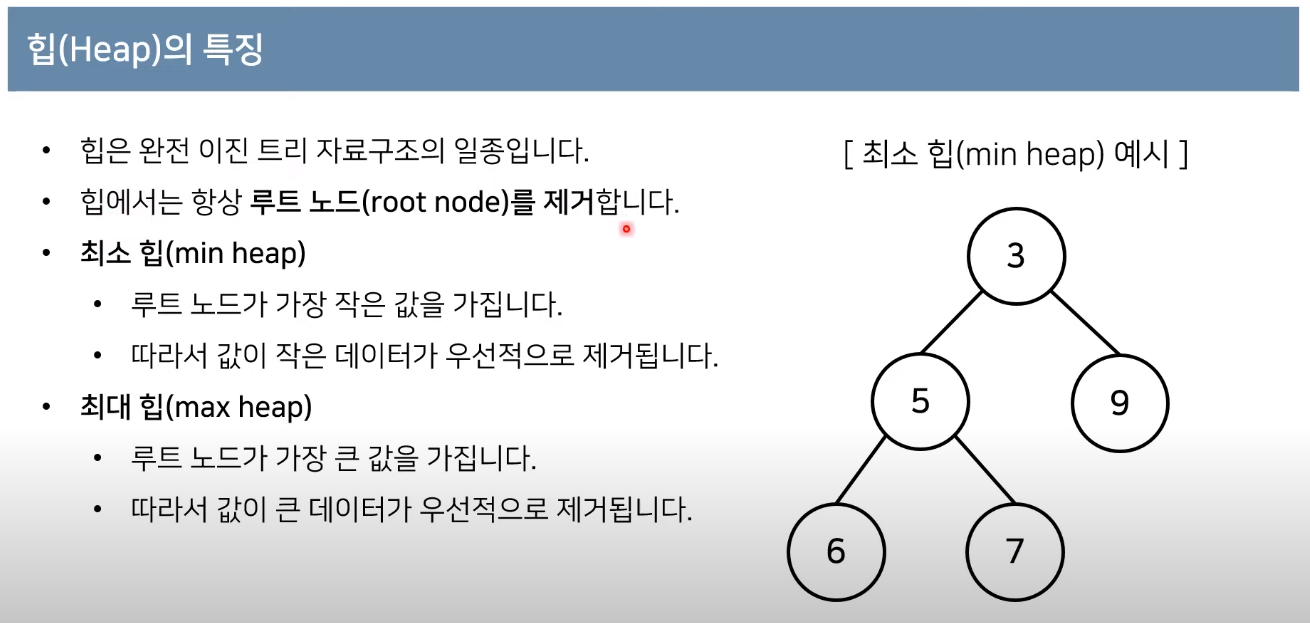 힙(Heap)의 특징
• 힙은 완전 이진 트리 자료구조의 일종입니다.
• 힙에서는 항상 루트 노드(root node)를 제거합니다.
• 최소 힙(min heap)
• 루트 노드가 가장 작은 값을 가집니다.
• 따라서 값이 작은 데이터가 우선적으로 제거됩니다.
• 최대 힙(max heap)
• 루트 노드가 가장 큰 값을 가집니다.
• 따라서 값이 큰 데이터가 우선적으로 제거됩니다.
[ 최소 힙(min heap) 예시 ]
3
5 9
6 7